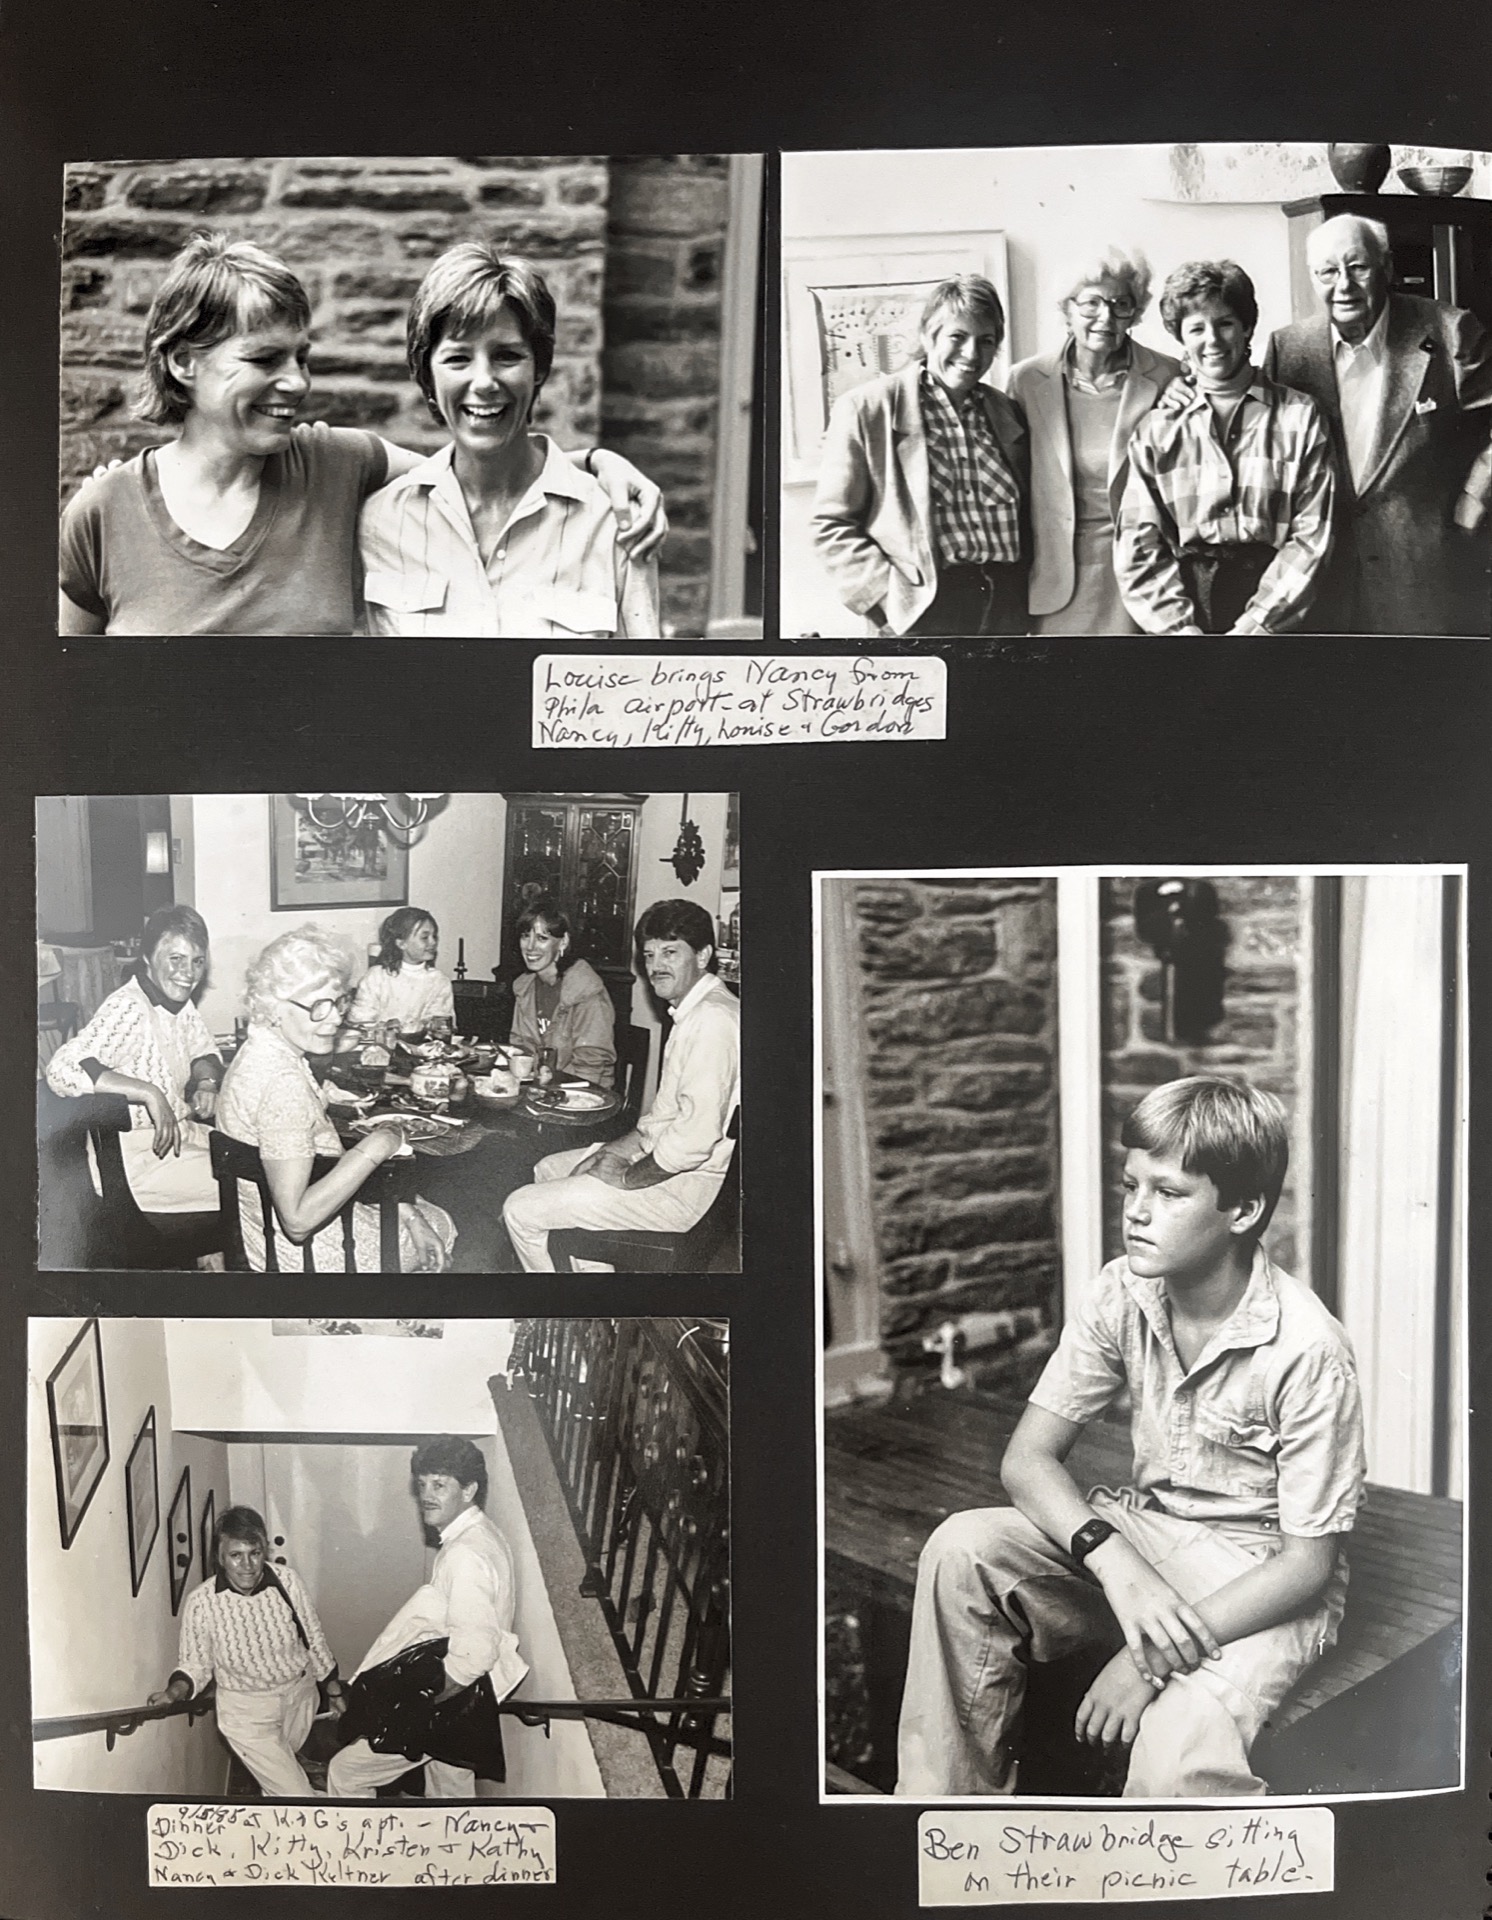 Louise brings Nancy from
Phila airport - at Strawbridges
Nancy, Kitty, Louise & Gordon
9/5/85
Dinner at K & G's apt. - Nancy &
Dick, Kitty, Kristen & Kathy
Nancy & Dick Keltner after dinner
Ben Strawbridge sitting
on their picnic table.